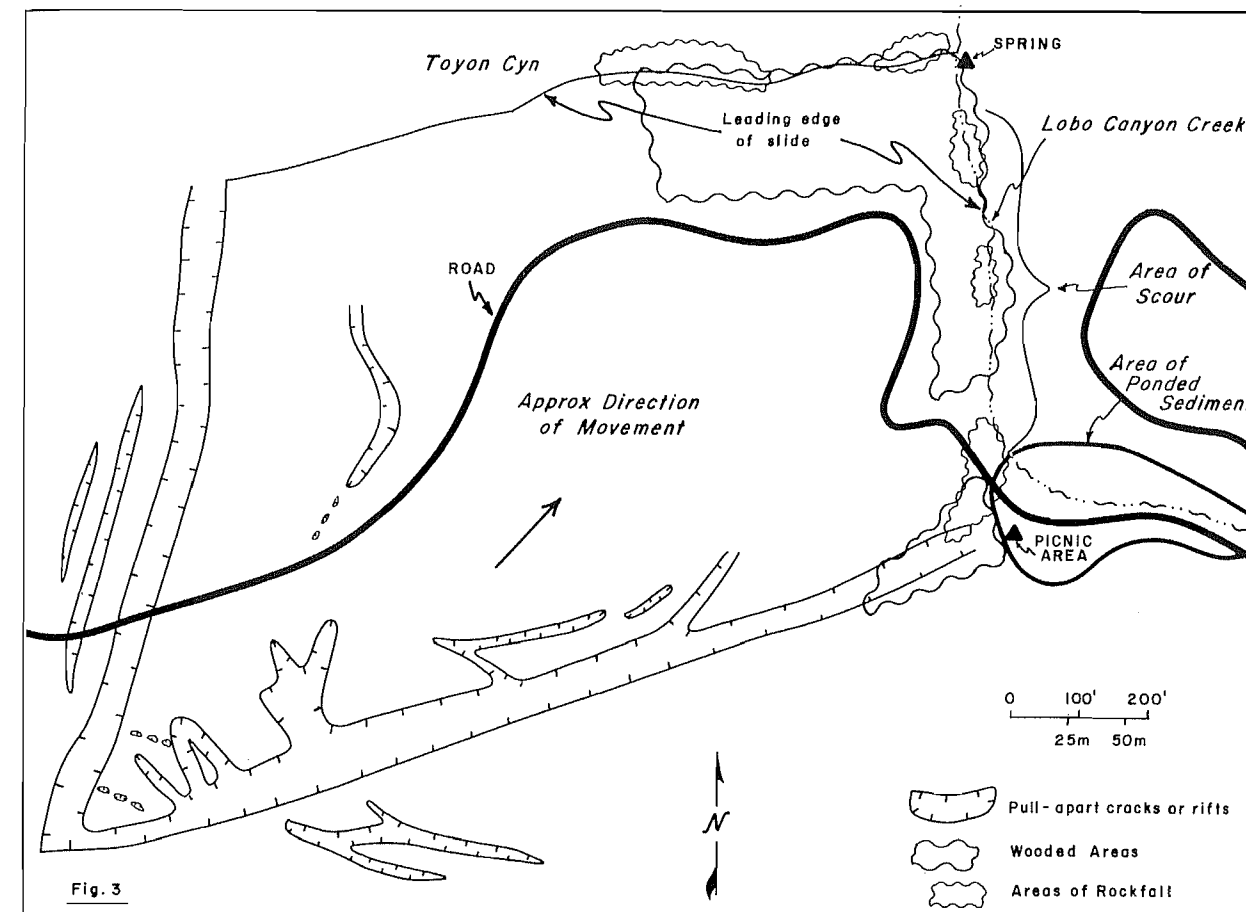 Toyon Cyn
SPRING
Leading edge
of slide
Lobo Canyon Creek
ROAD
Area of
Scour
Area of
Ponded
Sedimen
Approx Direction
of Movement
PICNIC
AREA
0 100' 200'
25m 50m
N
Pull-apart cracks or rifts
Wooded Areas
Areas of Rockfall
Fig. 3